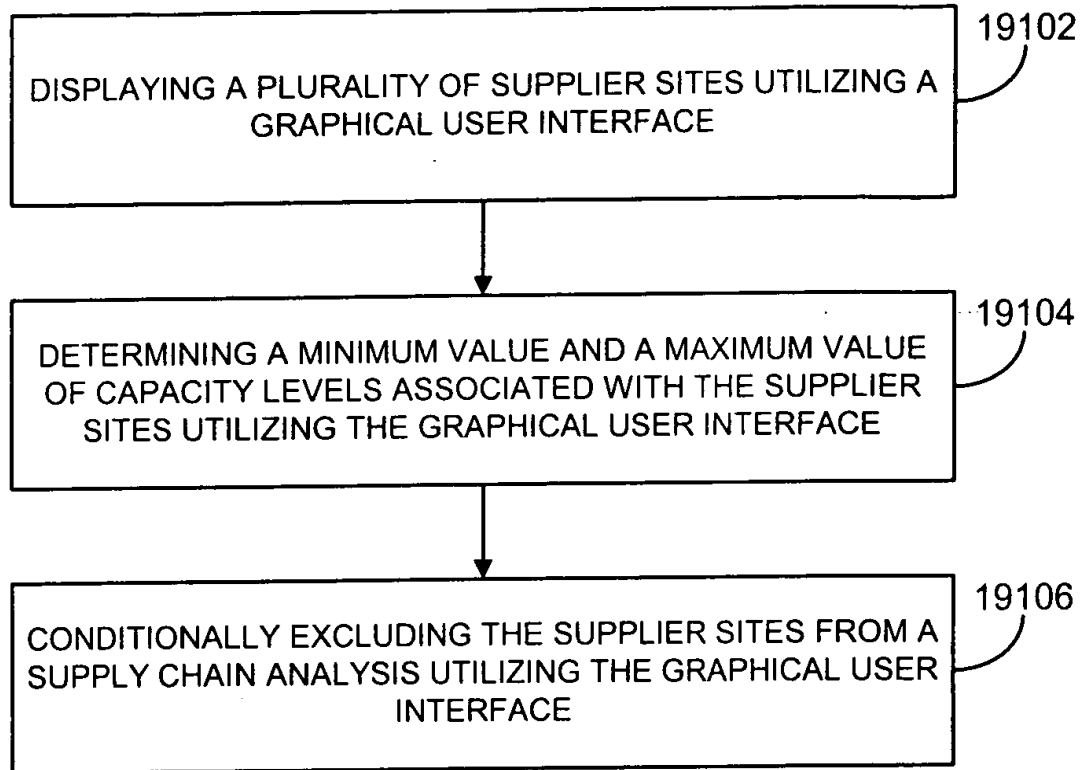 19102
DISPLAYING A PLURALITY OF SUPPLIER SITES UTILIZING A
GRAPHICAL USER INTERFACE
19104
DETERMINING A MINIMUM VALUE AND A MAXIMUM VALUE
OF CAPACITY LEVELS ASSOCIATED WITH THE SUPPLIER
SITES UTILIZING THE GRAPHICAL USER INTERFACE
19106
CONDITIONALLY EXCLUDING THE SUPPLIER SITES FROM A
SUPPLY CHAIN ANALYSIS UTILIZING THE GRAPHICAL USER
INTERFACE